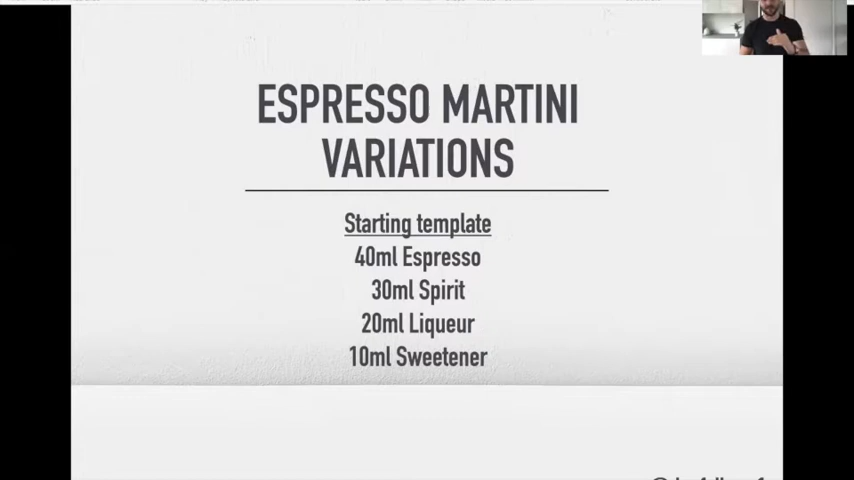 ESPRESSO MARTINI
VARIATIONS
Starting template
40ml Espresso
30ml Spirit
20ml Liqueur
10ml Sweetener